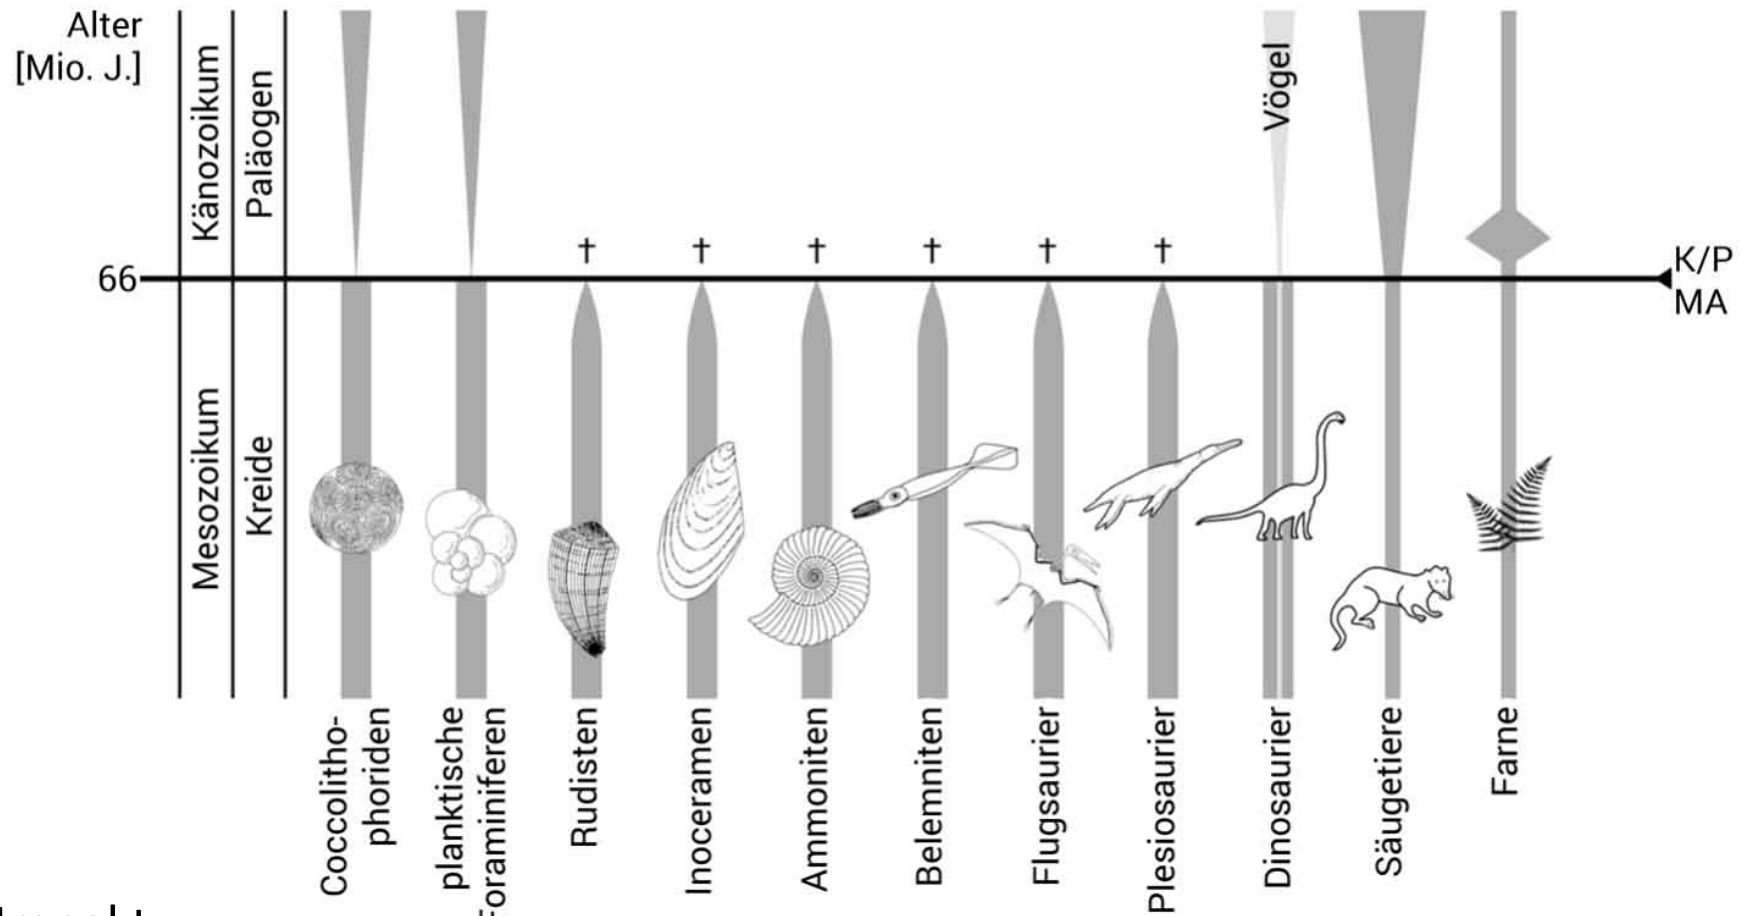 Alter
[Mio. J.]
Känozoikum
Paläogen
Vögel
† † † † † †
66
K/P
MA
Mesozoikum
Kreide
Coccolitho-
phoriden
planktische
Foraminiferen
Rudisten
Inoceramen
Ammoniten
Belemniten
Flugsaurier
Plesiosaurier
Dinosaurier
Säugetiere
Farne